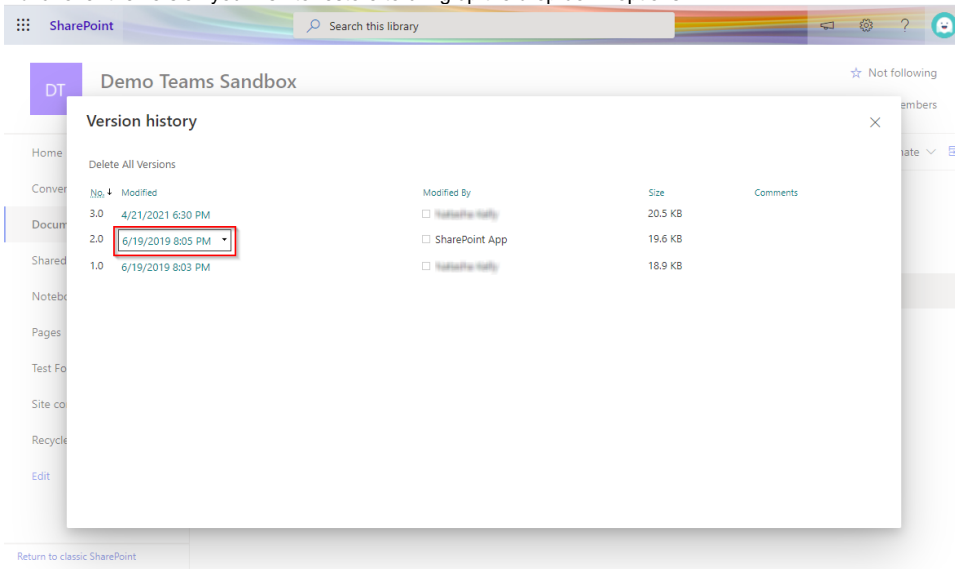 SharePoint
Search this library
?
DT
Demo Teams Sandbox
Not following
embers
Version history
Home
Delete All Versions
Conver
No. Modified Modified By Size Comments
3.0 4/21/2021 6:30 PM 20.5 KB
Docum
2.0 6/19/2019 8:05 PM SharePoint App 19.6 KB
Shared
1.0 6/19/2019 8:03 PM 18.9 KB
Notebo
Pages
Test Fo
Site co
Recycle
Edit
Return to classic SharePoint